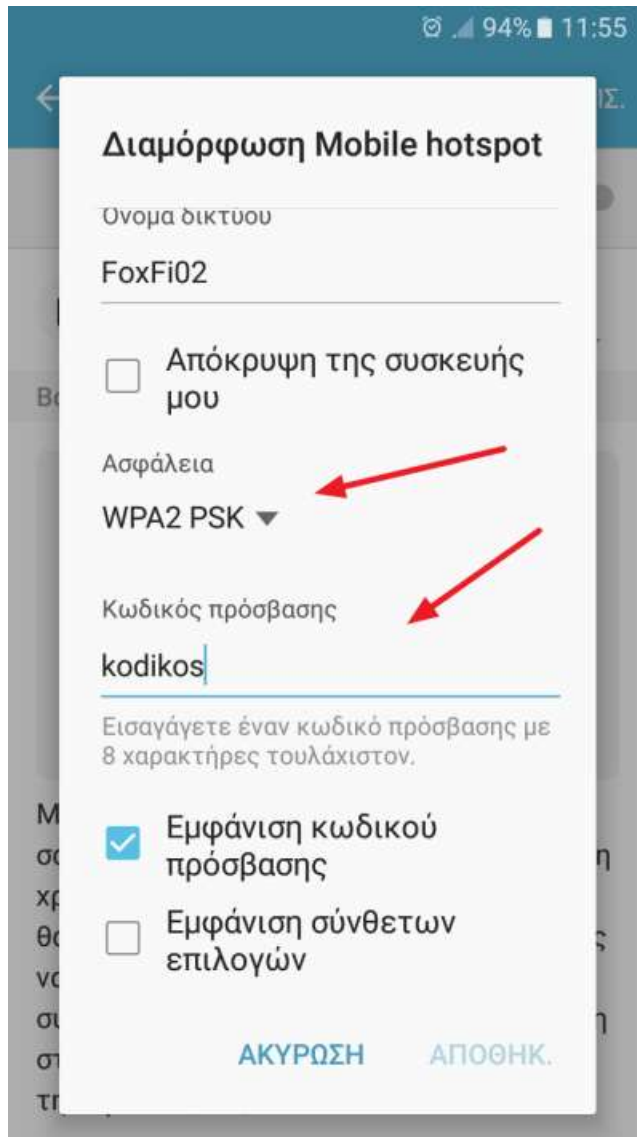 94% 11:55
ΙΣ.
Διαμόρφωση Mobile hotspot
Όνομα δικτύου
FoxFi02
Απόκρυψη της συσκευής
μου
Ασφάλεια
WPA2 PSK
Κωδικός πρόσβασης
kodikos
Εισαγάγετε έναν κωδικό πρόσβασης με
8 χαρακτήρες τουλάχιστον.
Εμφάνιση κωδικού
πρόσβασης
Εμφάνιση σύνθετων
επιλογών
ΑΚΥΡΩΣΗ ΑΠΟΘΗΚ.